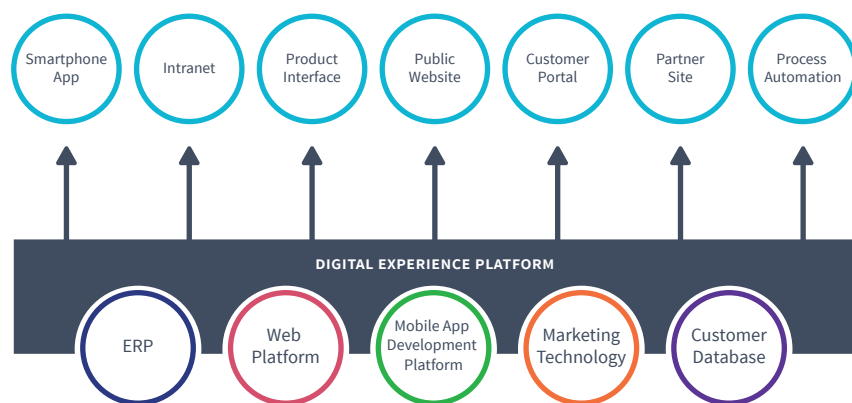 Smartphone
App
Intranet
Product
Interface
Public
Website
Customer
Portal
Partner
Site
Process
Automation
DIGITAL EXPERIENCE PLATFORM
ERP
Web
Platform
Mobile App
Development
Platform
Marketing
Technology
Customer
Database